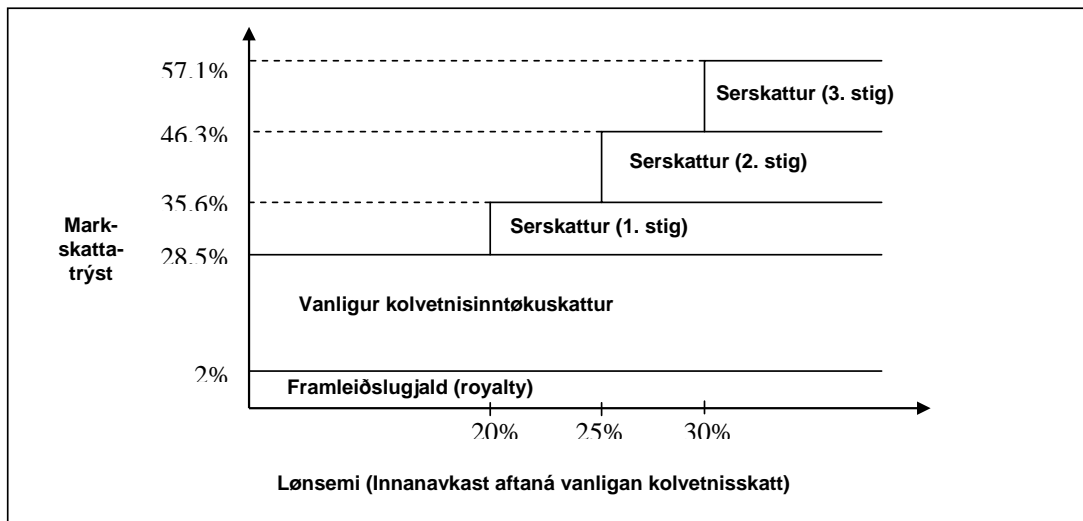 57.1%
Serskattur (3. stig)
46.3%
Serskattur (2. stig)
35.6%
Serskattur (1. stig)
Mark-
skatta-
trýst
28.5%
Vanligur kolvetnisinntøkuskattur
2%
Framleiðslugjald (royalty)
20%
25%
30%
Lønsemi (Innanavkast aftaná vanligan kolvetnisskatt)